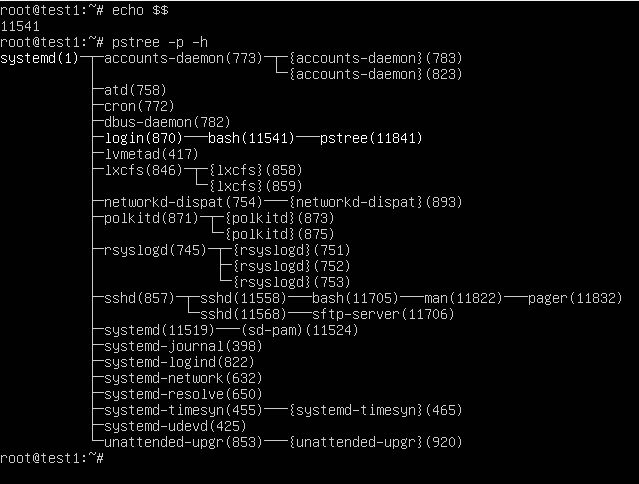 root@test1:~# echo $$
11541
root@test1:~# pstree -p -h
systemd(1)─┬─accounts-daemon(773)─┬─{accounts-daemon}(783)
           │                      └─{accounts-daemon}(823)
           ├─atd(758)
           ├─cron(772)
           ├─dbus-daemon(782)
           ├─login(870)───bash(11541)───pstree(11841)
           ├─lvmetad(417)
           ├─lxcfs(846)─┬─{lxcfs}(858)
           │            └─{lxcfs}(859)
           ├─networkd-dispat(754)───{networkd-dispat}(893)
           ├─polkitd(871)─┬─{polkitd}(873)
           │              └─{polkitd}(875)
           ├─rsyslogd(745)─┬─{rsyslogd}(751)
           │               ├─{rsyslogd}(752)
           │               └─{rsyslogd}(753)
           ├─sshd(857)─┬─sshd(11558)───bash(11705)───man(11822)───pager(11832)
           │           └─sshd(11568)───sftp-server(11706)
           ├─systemd(11519)───(sd-pam)(11524)
           ├─systemd-journal(398)
           ├─systemd-logind(822)
           ├─systemd-network(632)
           ├─systemd-resolve(650)
           ├─systemd-timesyn(455)───{systemd-timesyn}(465)
           ├─systemd-udevd(425)
           └─unattended-upgr(853)───{unattended-upgr}(920)
root@test1:~#